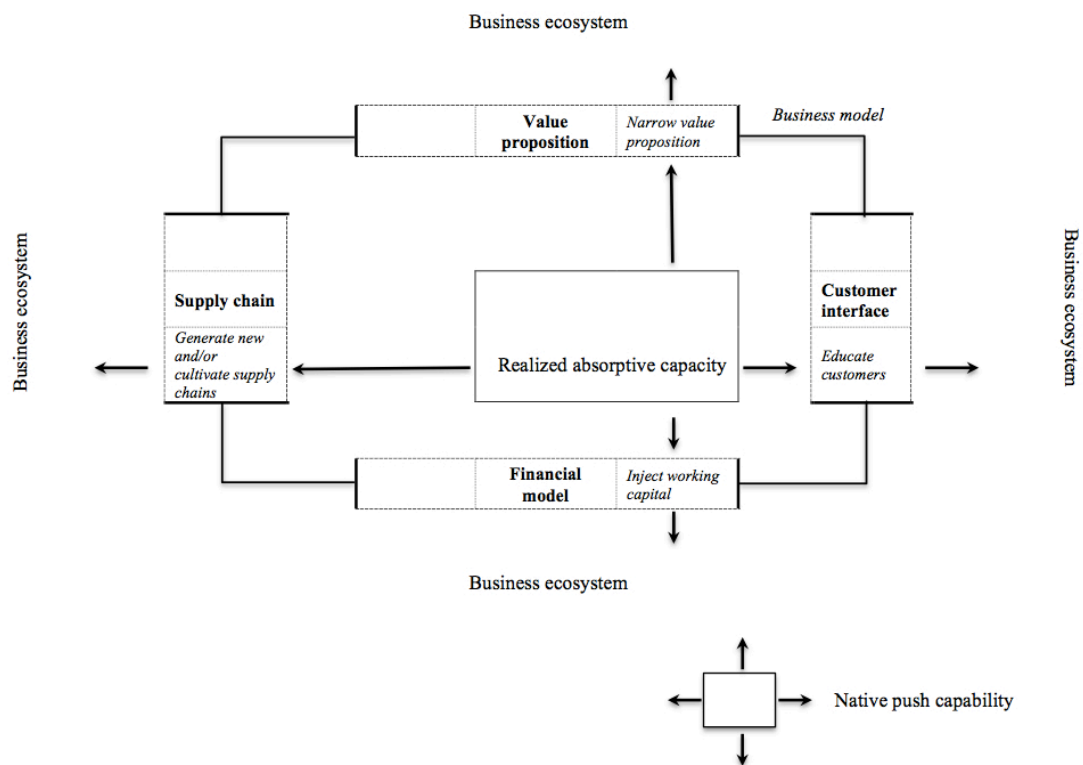 Business ecosystem
Value
proposition
Narrow value
proposition
Business model
Business ecosystem
Supply chain
Generate new
and/or
cultivate supply
chains
Realized absorptive capacity
Customer
interface
Educate
customers
Business ecosystem
Financial
model
Inject working
capital
Business ecosystem
Native push capability